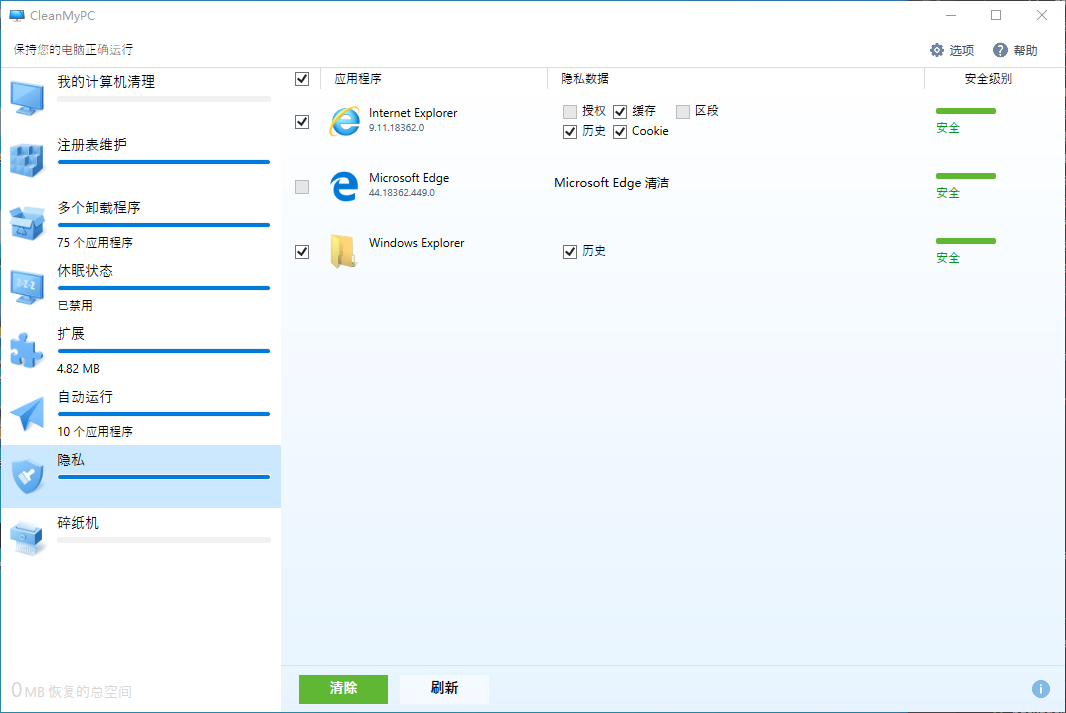 CleanMyPC
保持您的电脑正确运行
选项
帮助
我的计算机清理
注册表维护
多个卸载程序
75 个应用程序
休眠状态
已禁用
扩展
4.82 MB
自动运行
10 个应用程序
隐私
碎纸机
0 MB 恢复的总空间
应用程序 隐私数据 安全级别
Internet Explorer
9.11.18362.0
授权 缓存 区段
历史 Cookie
安全
Microsoft Edge
44.18362.449.0
Microsoft Edge 清洁
安全
Windows Explorer
历史
安全
清除 刷新